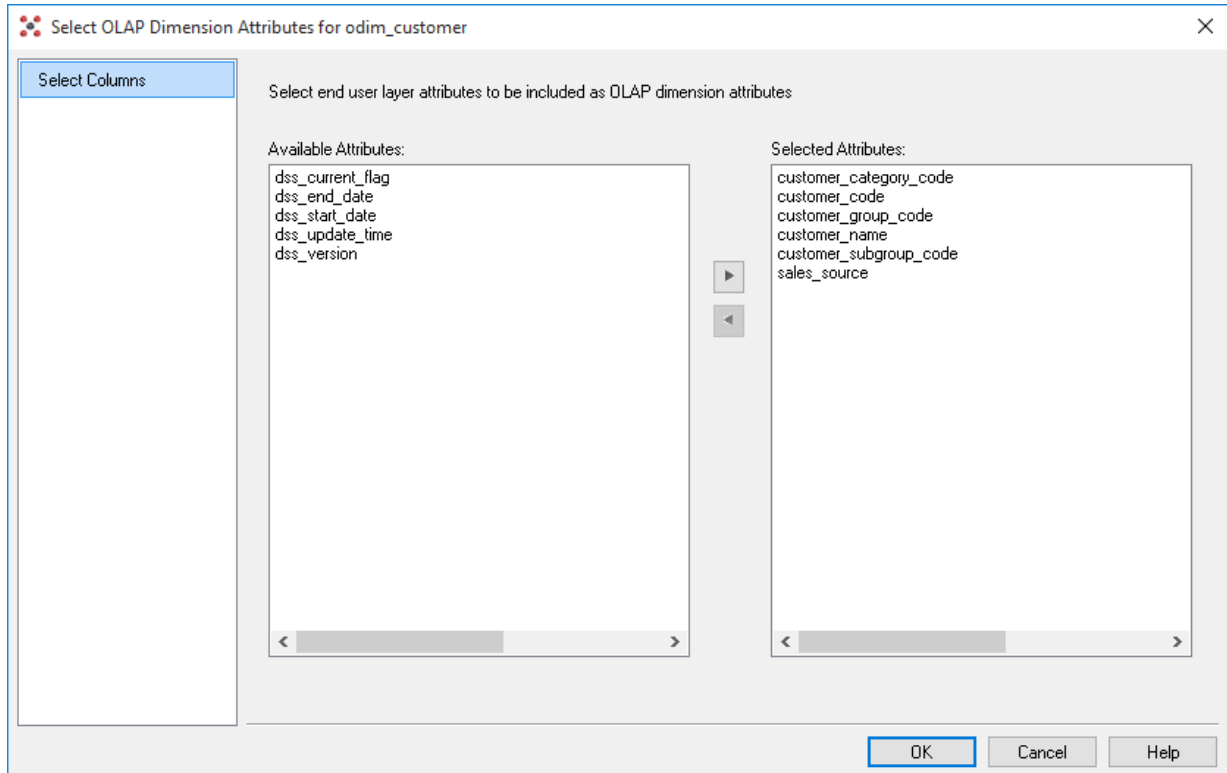 Select OLAP Dimension Attributes for odim_customer
Select Columns
Select end user layer attributes to be included as OLAP dimension attributes
Available Attributes:
dss_current_flag
dss_end_date
dss_start_date
dss_update_time
dss_version
Selected Attributes:
customer_category_code
customer_code
customer_group_code
customer_name
customer_subgroup_code
sales_source
OK
Cancel
Help